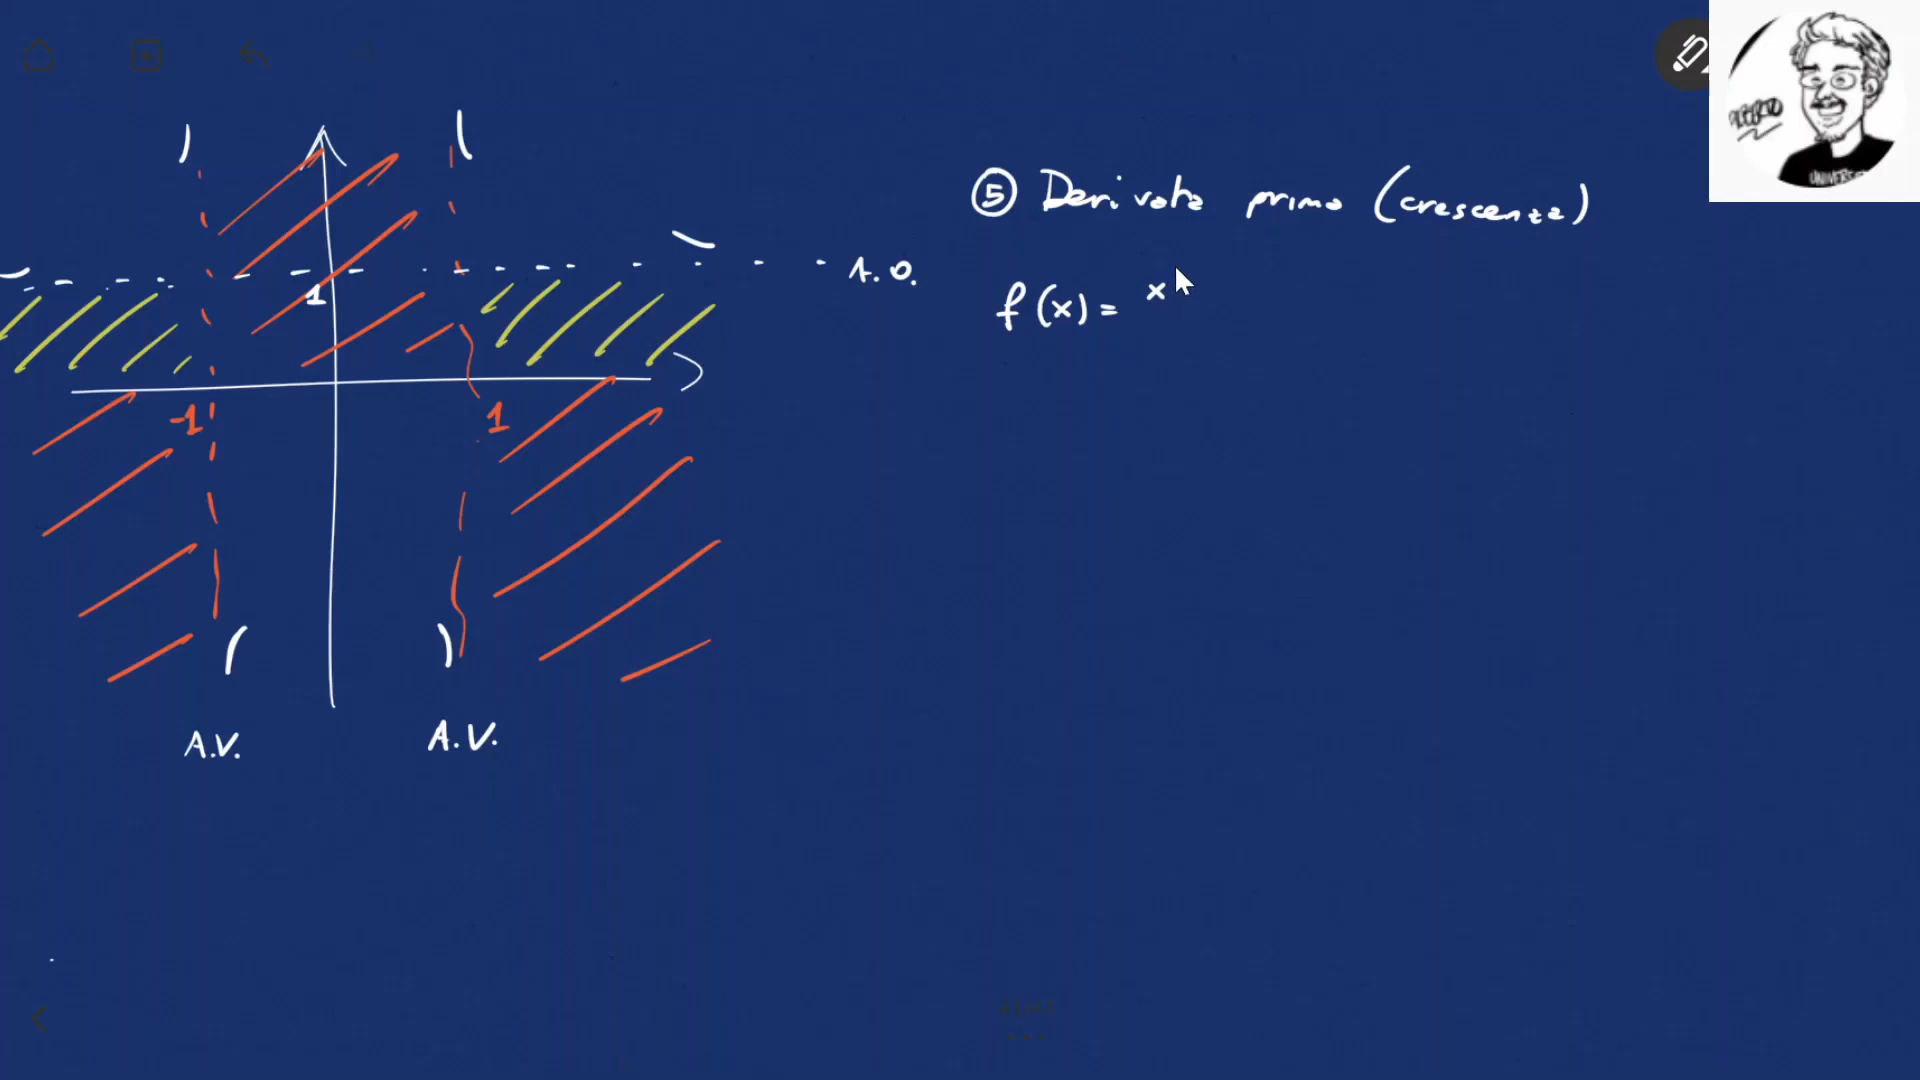 ⑤ Derivata prima (crescenza)
f(x) = x
A.O.
1
-1
1
A.V.
A.V.